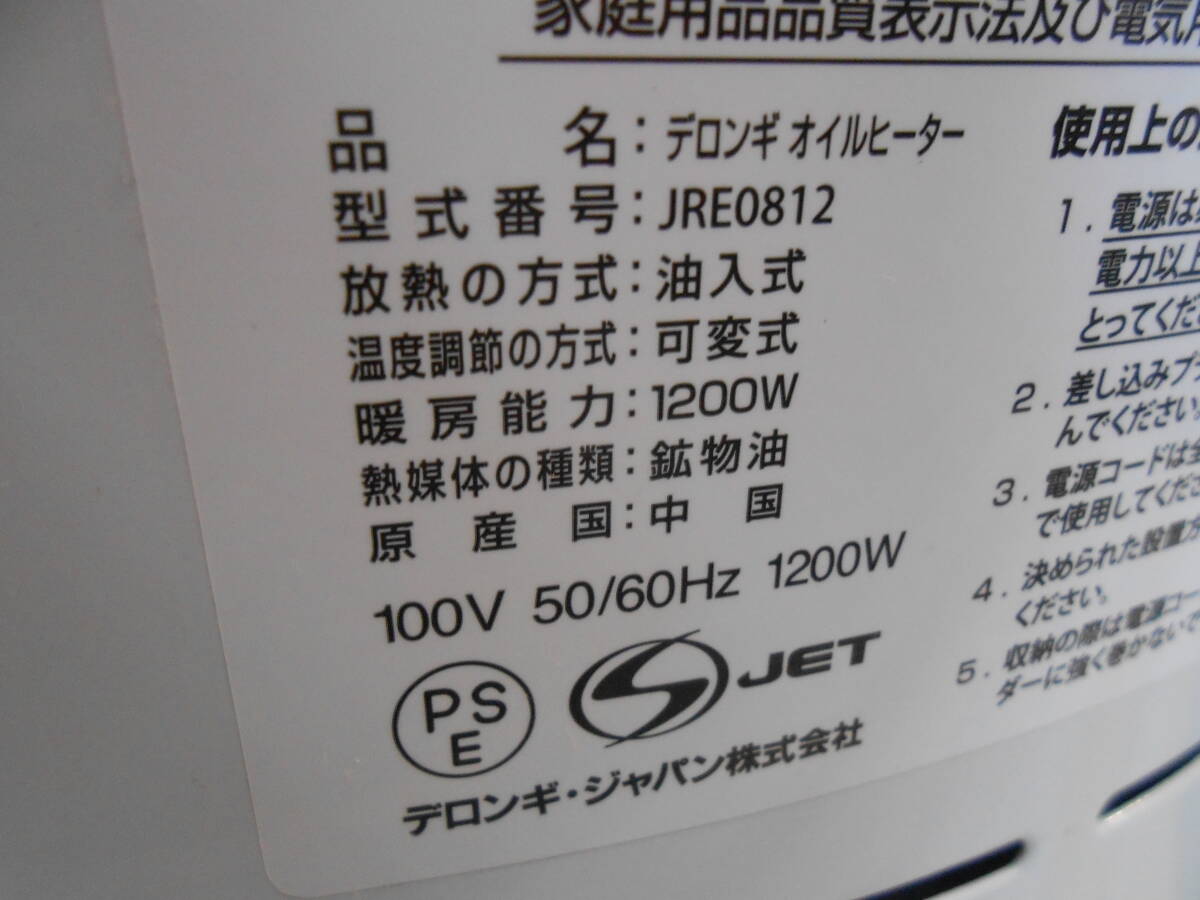 家庭用品品質表示法及び電気用
品名：デロンギ オイルヒーター
型式番号：JRE0812
放熱の方式：油入式
温度調節の方式：可変式
暖房能力：1200W
熱媒体の種類：鉱物油
原産国：中国
100V 50/60Hz 1200W
PSE
JET
デロンギ・ジャパン株式会社
使用上の
1. 電源は
電力以上
とってくだ
2. 差し込みプ
んでください
3. 電源コードは
で使用してくださ
4. 決められた設置方
ください。
5. 収納の際は電源コー
ダーに強く巻かないで